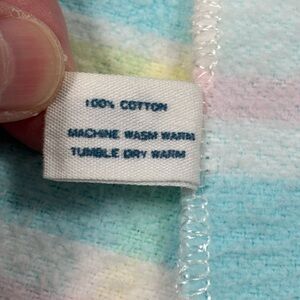 100% COTTON
MACHINE WASH WARM
TUMBLE DRY WARM